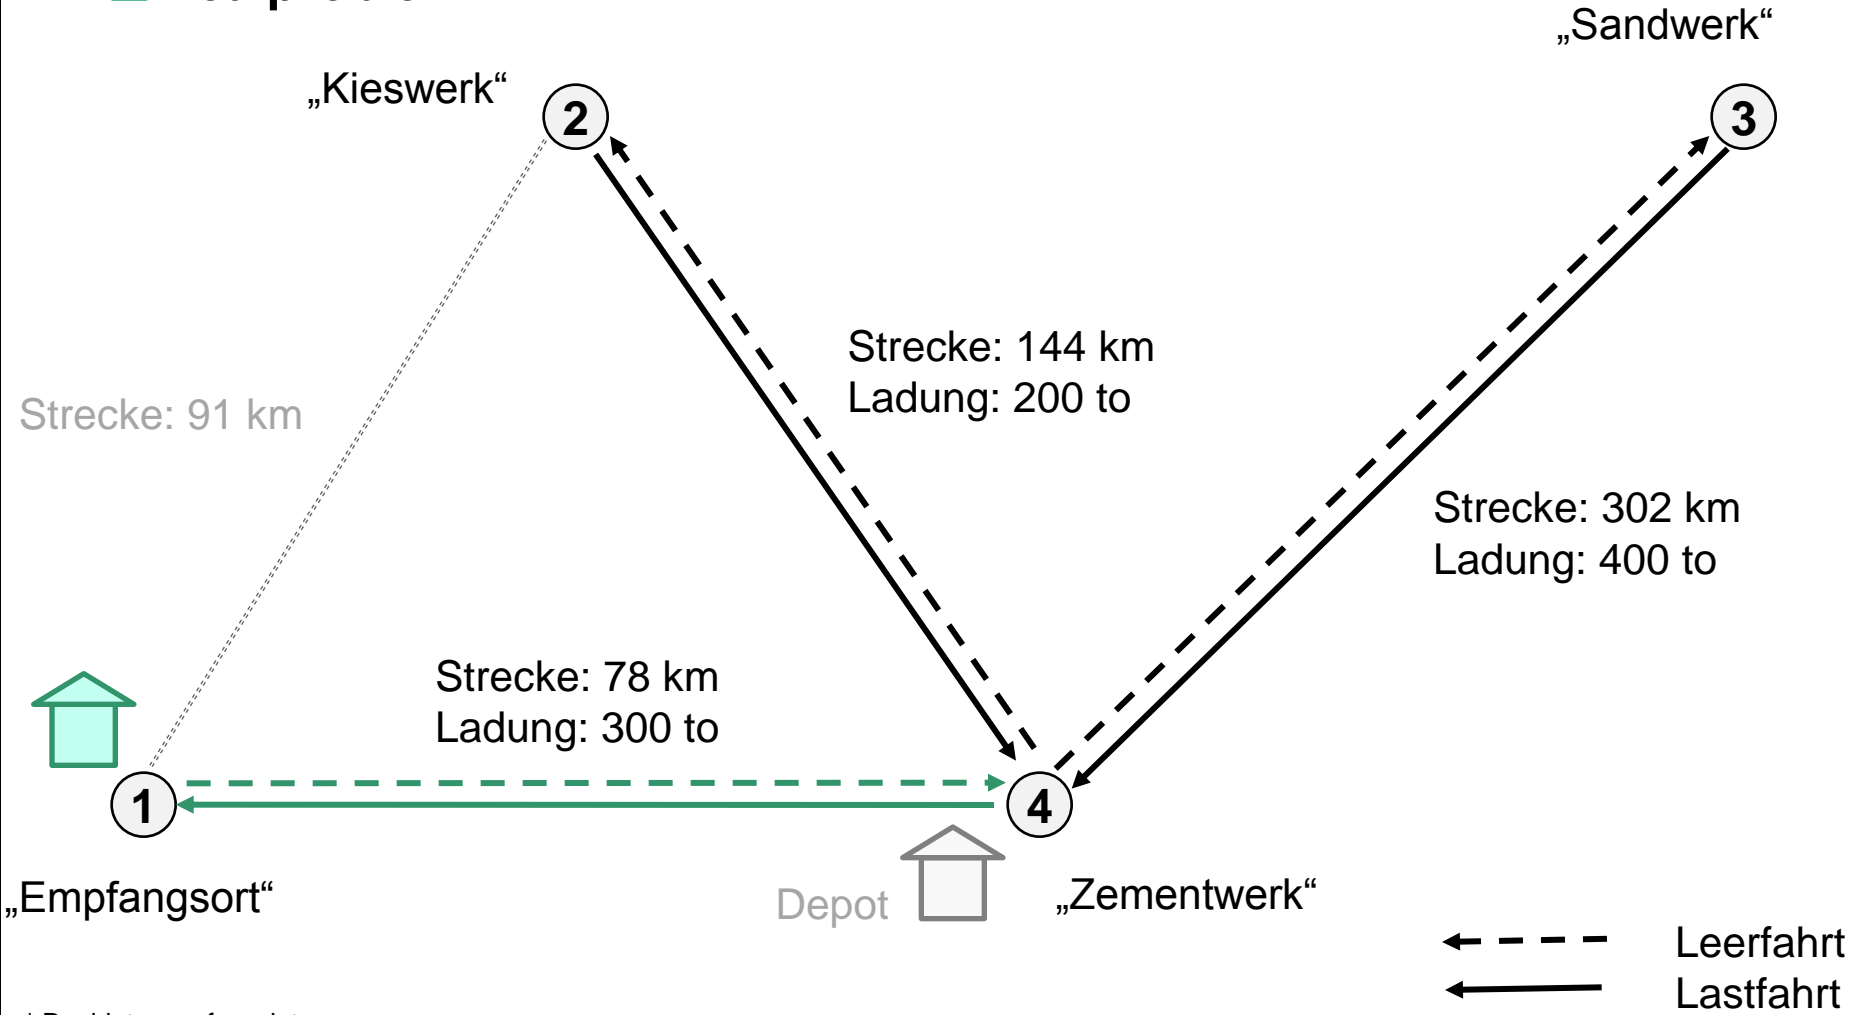 „Sandwerk“
„Kieswerk“
2
3
Strecke: 144 km
Ladung: 200 to
Strecke: 91 km
Strecke: 302 km
Ladung: 400 to
Strecke: 78 km
Ladung: 300 to
1
4
„Empfangsort“
Depot
„Zementwerk“
Leerfahrt
Lastfahrt